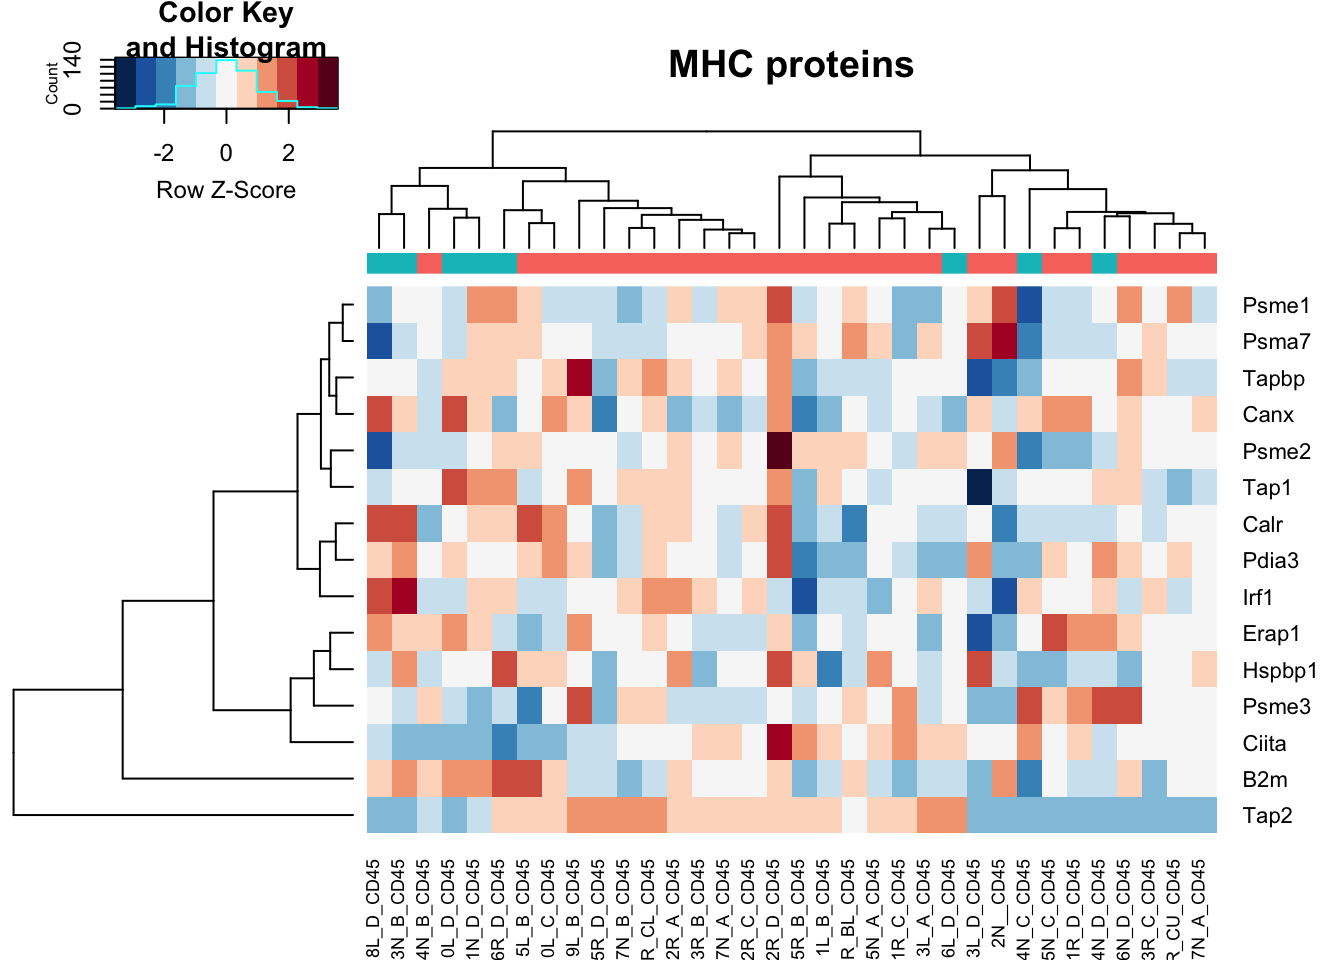 Color Key
and Histogram
Count
0 140
-2 0 2
Row Z-Score
MHC proteins
Psme1
Psma7
Tapbp
Canx
Psme2
Tap1
Calr
Pdia3
Irf1
Erap1
Hspbp1
Psme3
Ciita
B2m
Tap2
8L_D_CD45
3N_B_CD45
4N_B_CD45
0L_D_CD45
1N_D_CD45
6R_D_CD45
5L_B_CD45
0L_C_CD45
9L_B_CD45
5R_D_CD45
7N_B_CD45
R_CL_CD45
2R_A_CD45
3R_B_CD45
7N_A_CD45
2R_C_CD45
2R_D_CD45
5R_B_CD45
1L_B_CD45
R_BL_CD45
5N_A_CD45
1R_C_CD45
3L_A_CD45
6L_D_CD45
3L_D_CD45
2N__CD45
4N_C_CD45
5N_C_CD45
1R_D_CD45
4N_D_CD45
6N_D_CD45
3R_C_CD45
R_CU_CD45
7N_A_CD45